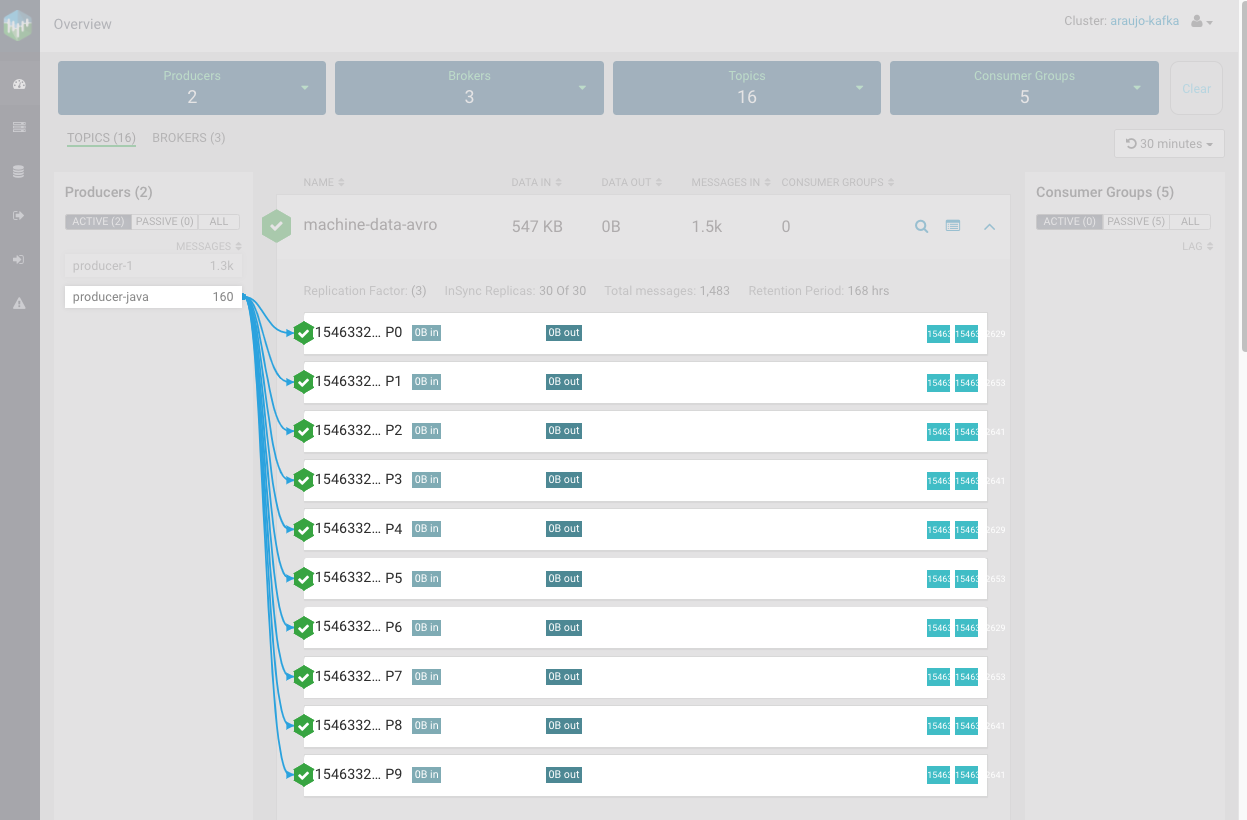 Overview
Cluster: araujo-kafka
Producers
2
Brokers
3
Topics
16
Consumer Groups
5
Clear
TOPICS (16) BROKERS (3)
30 minutes
Producers (2)
ACTIVE (2) PASSIVE (0) ALL
MESSAGES
producer-1 1.3k
producer-java 160
NAME DATA IN DATA OUT MESSAGES IN CONSUMER GROUPS
machine-data-avro 547 KB 0B 1.5k 0
Replication Factor: (3) InSync Replicas: 30 Of 30 Total messages: 1,483 Retention Period: 168 hrs
1546332... P0 0B in 0B out 15463 15463 2629
1546332... P1 0B in 0B out 15463 15463 2653
1546332... P2 0B in 0B out 15463 15463 2641
1546332... P3 0B in 0B out 15463 15463 2641
1546332... P4 0B in 0B out 15463 15463 2629
1546332... P5 0B in 0B out 15463 15463 2653
1546332... P6 0B in 0B out 15463 15463 2629
1546332... P7 0B in 0B out 15463 15463 2653
1546332... P8 0B in 0B out 15463 15463 2641
1546332... P9 0B in 0B out 15463 15463 2641
Consumer Groups (5)
ACTIVE (0) PASSIVE (5) ALL
LAG